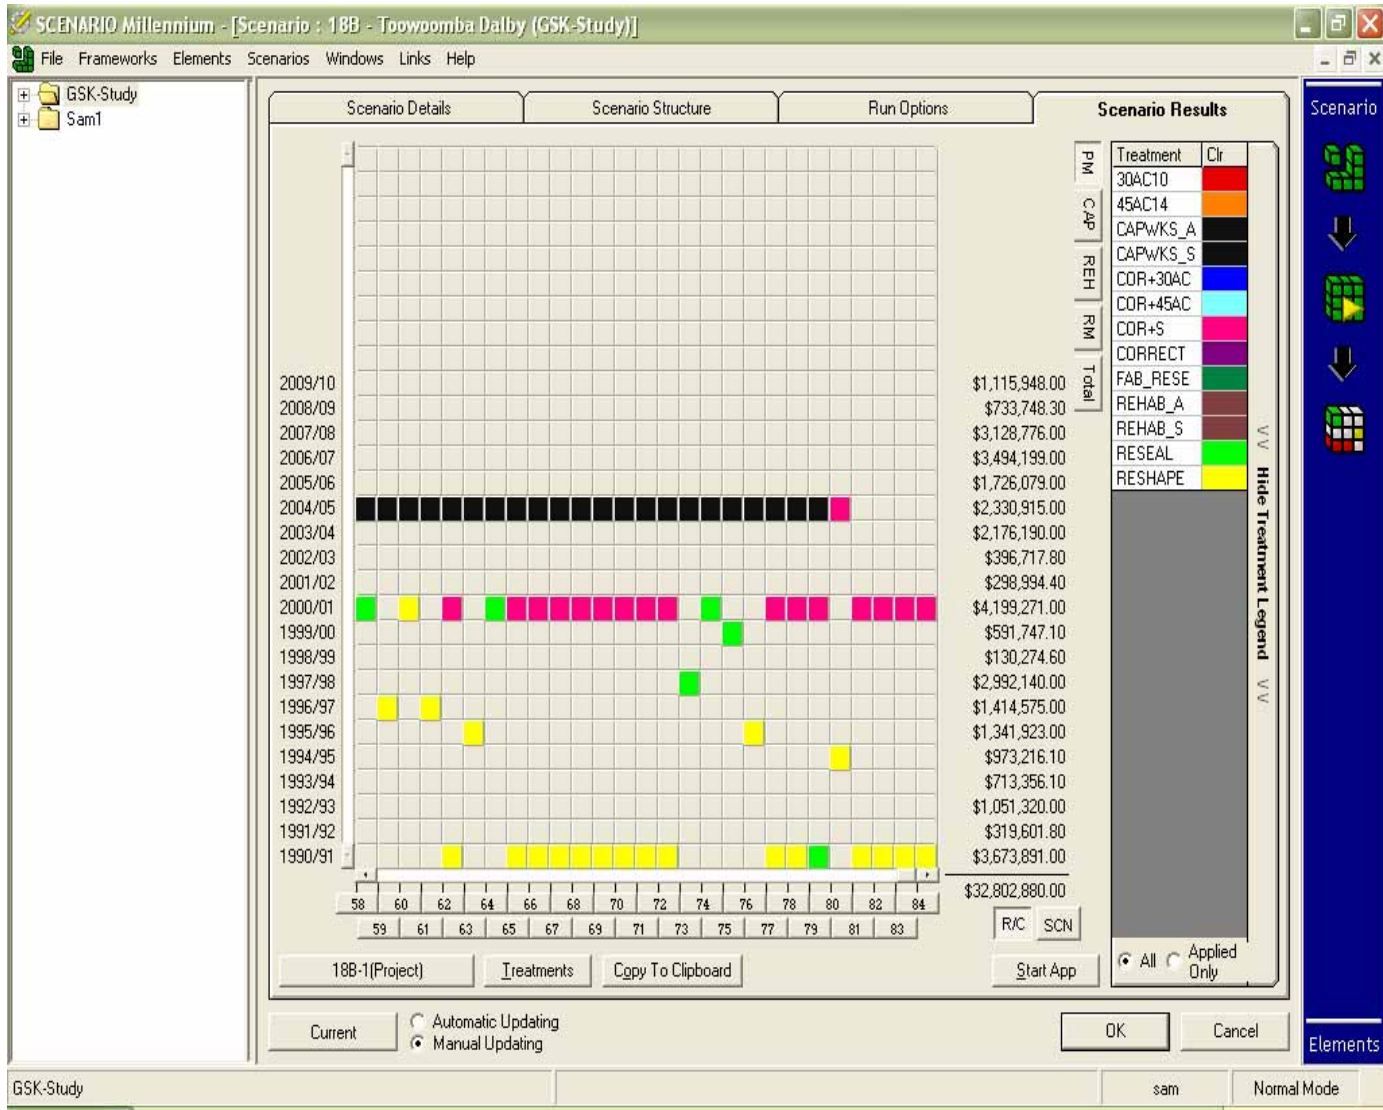 SCENARIO Millennium - [Scenario : 18B - Toowoomba Dalby (GSK-Study)]
File Frameworks Elements Scenarios Windows Links Help
GSK-Study
Sam1
Scenario Details Scenario Structure Run Options Scenario Results
2009/10 $1,115,948.00
2008/09 $733,748.30
2007/08 $3,128,776.00
2006/07 $3,494,199.00
2005/06 $1,726,079.00
2004/05 $2,330,915.00
2003/04 $2,176,190.00
2002/03 $396,717.80
2001/02 $298,994.40
2000/01 $4,199,271.00
1999/00 $591,747.10
1998/99 $130,274.60
1997/98 $2,992,140.00
1996/97 $1,414,575.00
1995/96 $1,341,923.00
1994/95 $973,216.10
1993/94 $713,356.10
1992/93 $1,051,320.00
1991/92 $319,601.80
1990/91 $3,673,891.00
$32,802,880.00
58 60 62 64 66 68 70 72 74 76 78 80 82 84
59 61 63 65 67 69 71 73 75 77 79 81 83
R/C SCN
18B-1(Project) Treatments Copy To Clipboard Start App
PM
CAP
REH
RM
Total
Treatment Clr
30AC10
45AC14
CAPWKS_A
CAPWKS_S
COR+30AC
COR+45AC
COR+S
CORRECT
FAB_RESE
REHAB_A
REHAB_S
RESEAL
RESHAPE
All Applied Only
VV Hide Treatment Legend VV
Current
Automatic Updating
Manual Updating
OK Cancel
Scenario
Elements
GSK-Study sam Normal Mode